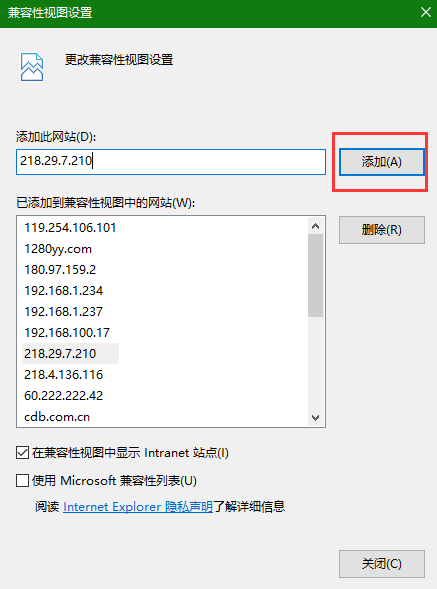 兼容性视图设置
更改兼容性视图设置
添加此网站(D):
218.29.7.210
添加(A)
已添加到兼容性视图中的网站(W):
119.254.106.101
删除(R)
1280yy.com
180.97.159.2
192.168.1.234
192.168.1.237
192.168.100.17
218.29.7.210
218.4.136.116
60.222.222.42
cdb.com.cn
在兼容性视图中显示 Intranet 站点(I)
使用 Microsoft 兼容性列表(U)
阅读 Internet Explorer 隐私声明了解详细信息
关闭(C)